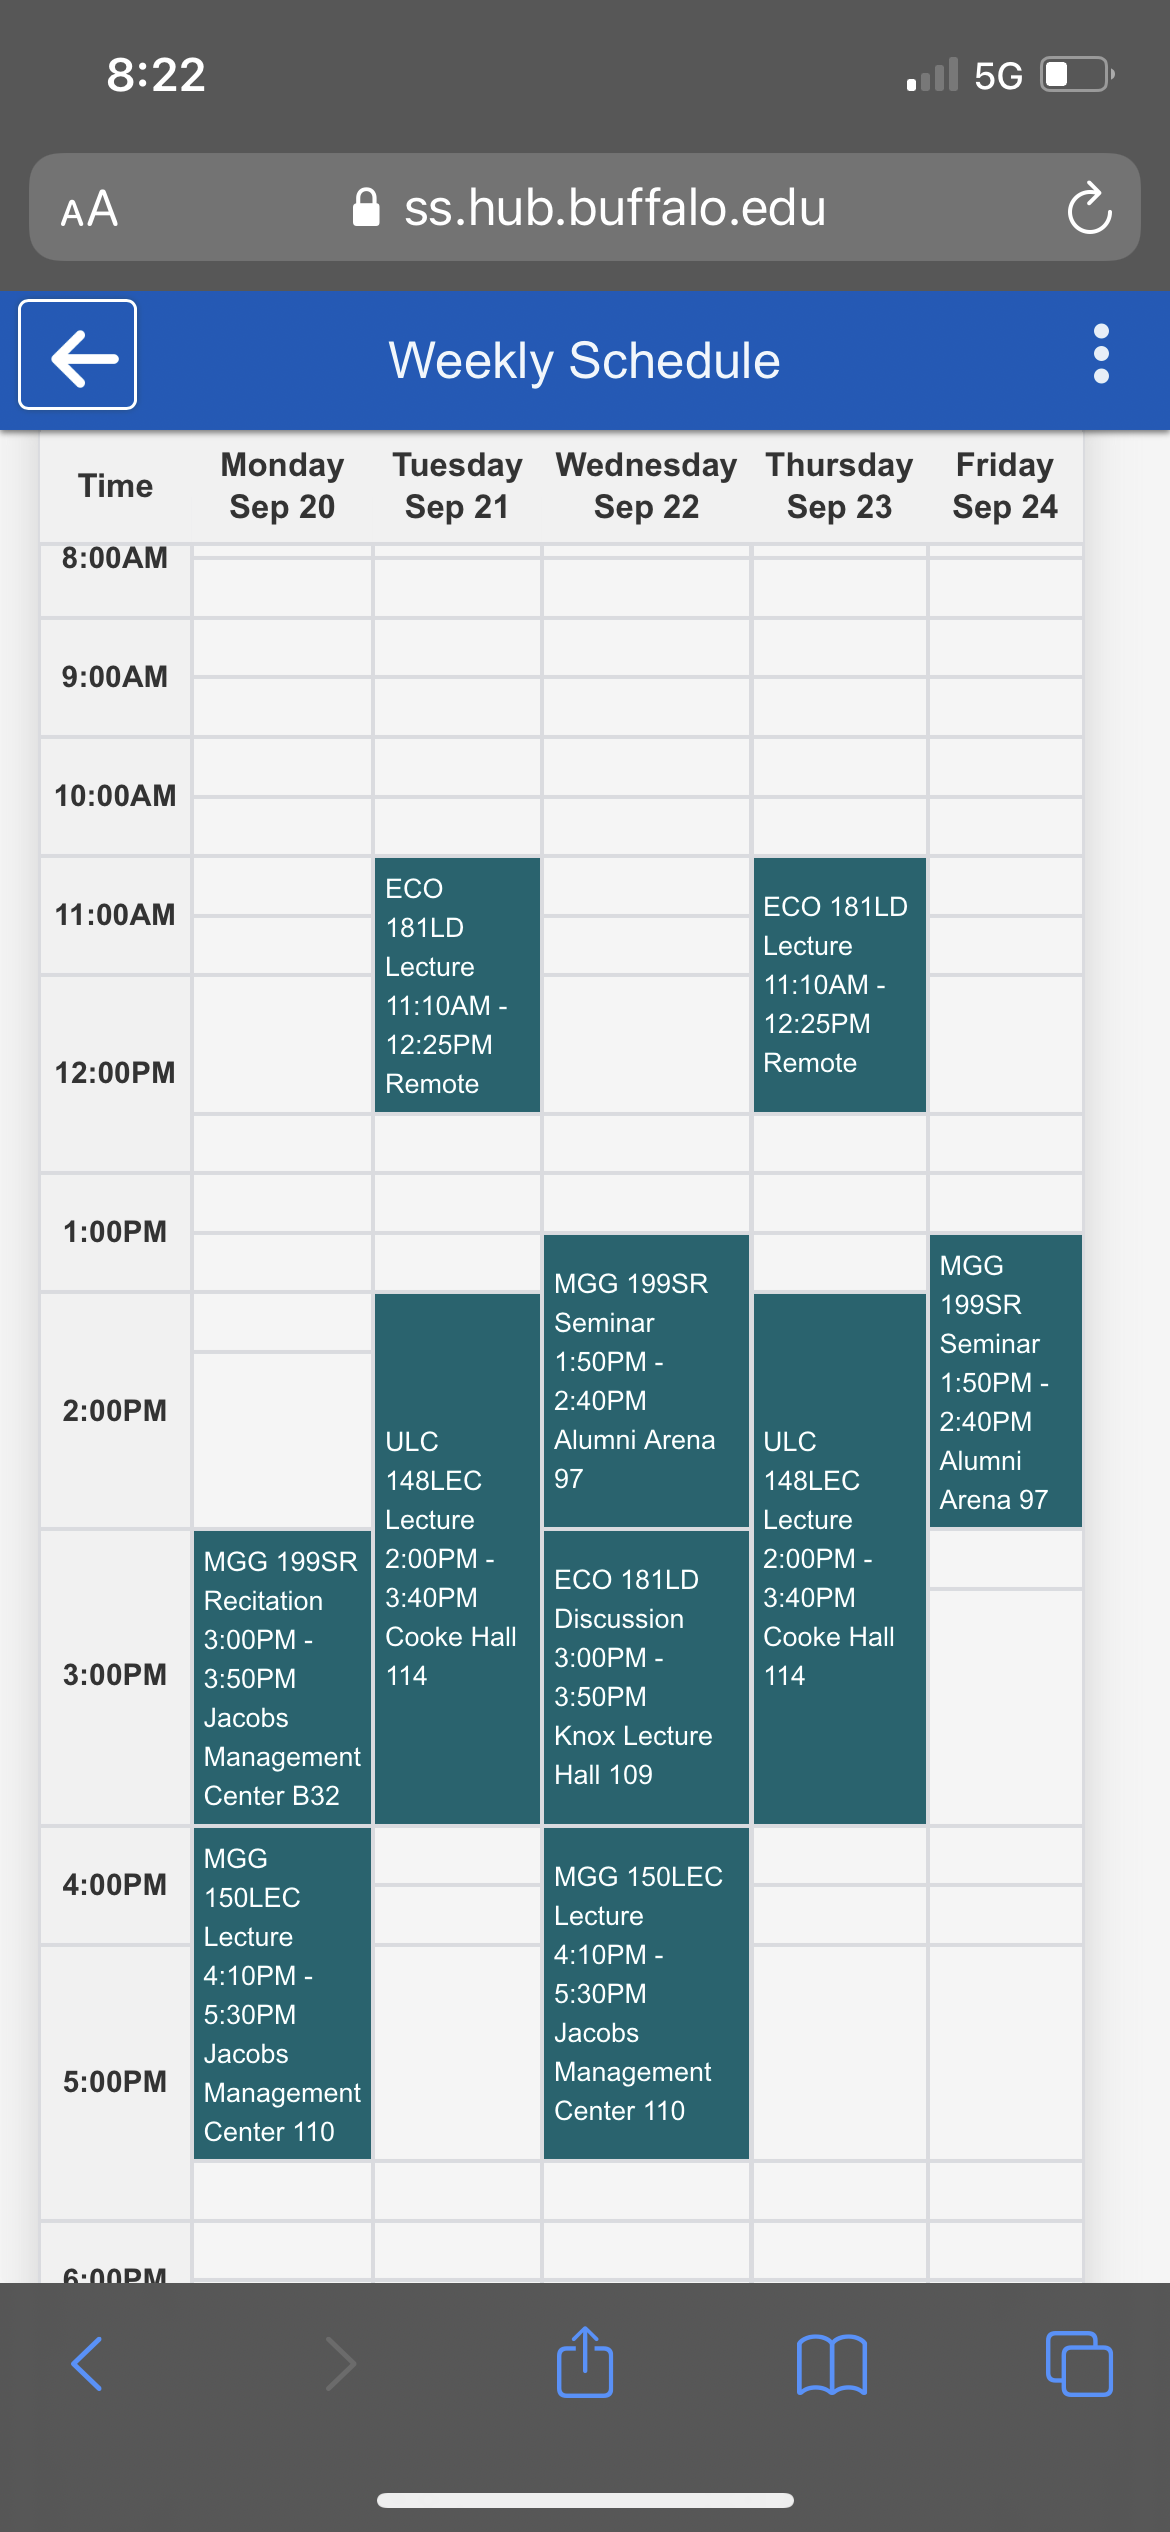 8:22
5G
AA
ss.hub.buffalo.edu
Weekly Schedule
Time
Monday
Sep 20
Tuesday
Sep 21
Wednesday
Sep 22
Thursday
Sep 23
Friday
Sep 24
8:00AM
9:00AM
10:00AM
11:00AM
ECO
181LD
Lecture
11:10AM -
12:25PM
Remote
ECO 181LD
Lecture
11:10AM -
12:25PM
Remote
12:00PM
1:00PM
MGG 199SR
Seminar
1:50PM -
2:40PM
Alumni Arena
97
MGG
199SR
Seminar
1:50PM -
2:40PM
Alumni
Arena 97
2:00PM
ULC
148LEC
Lecture
2:00PM -
3:40PM
Cooke Hall
114
ULC
148LEC
Lecture
2:00PM -
3:40PM
Cooke Hall
114
3:00PM
MGG 199SR
Recitation
3:00PM -
3:50PM
Jacobs
Management
Center B32
ECO 181LD
Discussion
3:00PM -
3:50PM
Knox Lecture
Hall 109
4:00PM
MGG
150LEC
Lecture
4:10PM -
5:30PM
Jacobs
Management
Center 110
MGG 150LEC
Lecture
4:10PM -
5:30PM
Jacobs
Management
Center 110
5:00PM
6:00PM